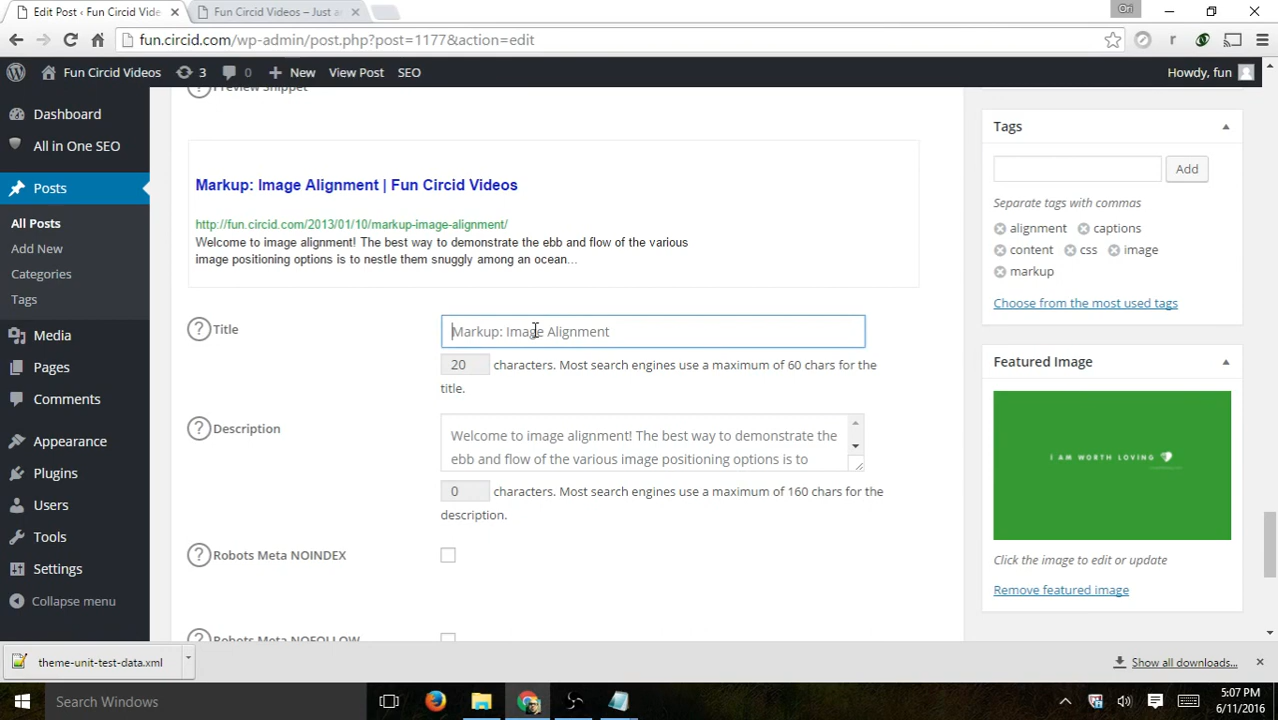 Edit Post ‹ Fun Circid Vid
Fun Circid Videos – Just a
Ori
fun.circid.com/wp-admin/post.php?post=1177&action=edit
Fun Circid Videos
3
0
New
View Post
SEO
Howdy, fun
Dashboard
All in One SEO
Posts
All Posts
Add New
Categories
Tags
Media
Pages
Comments
Appearance
Plugins
Users
Tools
Settings
Collapse menu
Preview Snippet
Markup: Image Alignment | Fun Circid Videos
http://fun.circid.com/2013/01/10/markup-image-alignment/
Welcome to image alignment! The best way to demonstrate the ebb and flow of the various
image positioning options is to nestle them snuggly among an ocean...
? Title
Markup: Image Alignment
20 characters. Most search engines use a maximum of 60 chars for the
title.
? Description
Welcome to image alignment! The best way to demonstrate the
ebb and flow of the various image positioning options is to
0 characters. Most search engines use a maximum of 160 chars for the
description.
? Robots Meta NOINDEX
Robots Meta NOFOLLOW
Tags
Add
Separate tags with commas
alignment captions
content css image
markup
Choose from the most used tags
Featured Image
I AM WORTH LOVING
Click the image to edit or update
Remove featured image
theme-unit-test-data.xml
Show all downloads...
Search Windows
5:07 PM
6/11/2016